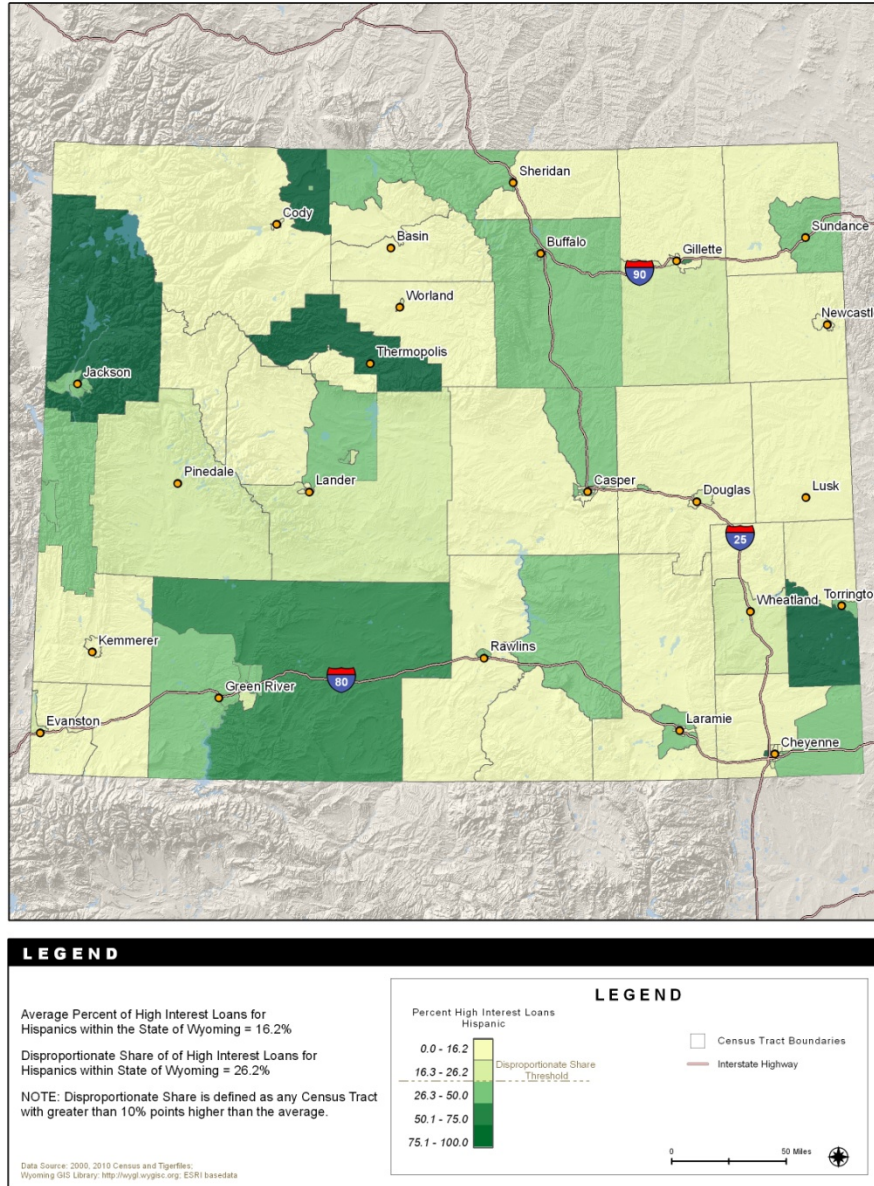 Sheridan
Cody
Sundance
Basin
Buffalo
Gillette
90
Worland
Newcastl
Thermopolis
Jackson
Pinedale
Lander
Casper
Douglas
Lusk
25
Wheatland
Torringto
Kemmerer
Rawlins
80
Green River
Evanston
Laramie
Cheyenne
LEGEND
Average Percent of High Interest Loans for
Hispanics within the State of Wyoming = 16.2%
Disproportionate Share of of High Interest Loans for
Hispanics within State of Wyoming = 26.2%
NOTE: Disproportionate Share is defined as any Census Tract
with greater than 10% points higher than the average.
Data Source: 2000, 2010 Census and Tigerfiles;
Wyoming GIS Library: http://wygl.wygisc.org; ESRI basedata
LEGEND
Percent High Interest Loans
Hispanic
0.0 - 16.2
16.3 - 26.2
26.3 - 50.0
50.1 - 75.0
75.1 - 100.0
Disproportionate Share
Threshold
Census Tract Boundaries
Interstate Highway
0 50 Miles